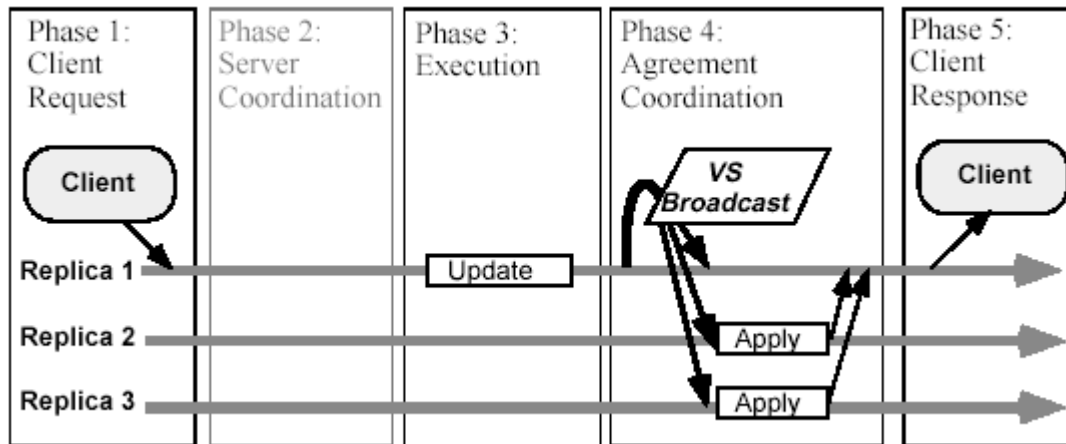 Phase 1:
Client
Request
Phase 2:
Server
Coordination
Phase 3:
Execution
Phase 4:
Agreement
Coordination
Phase 5:
Client
Response
Client
VS
Broadcast
Client
Replica 1
Update
Replica 2
Apply
Replica 3
Apply